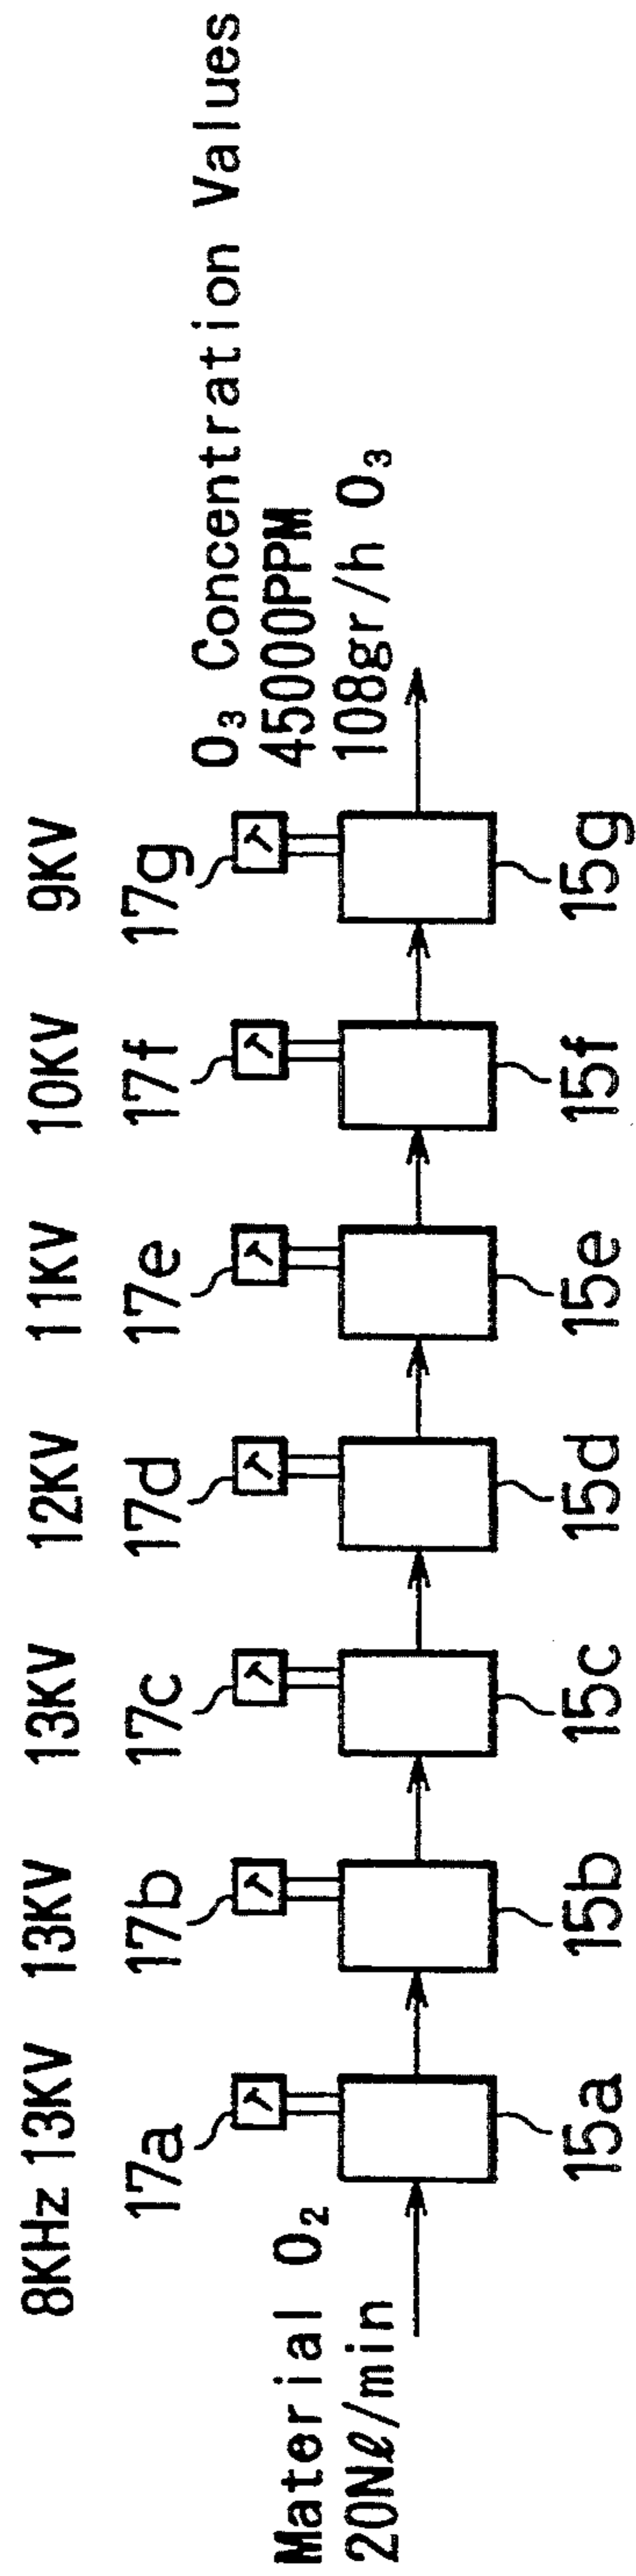 8KHz 13KV 13KV 13KV 12KV 11KV 10KV 9KV
17a 17b 17c 17d 17e 17f 17g
O₃ Concentration Values
45000PPM
108gr/h O₃
Material O₂
20Nℓ/min
15a 15b 15c 15d 15e 15f 15g